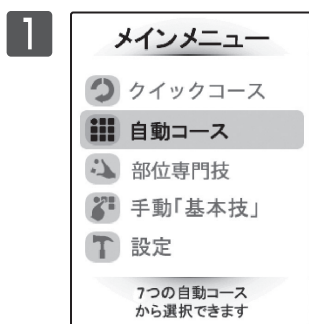 1
メインメニュー
クイックコース
自動コース
部位専門技
手動「基本技」
設定
7つの自動コース
から選択できます